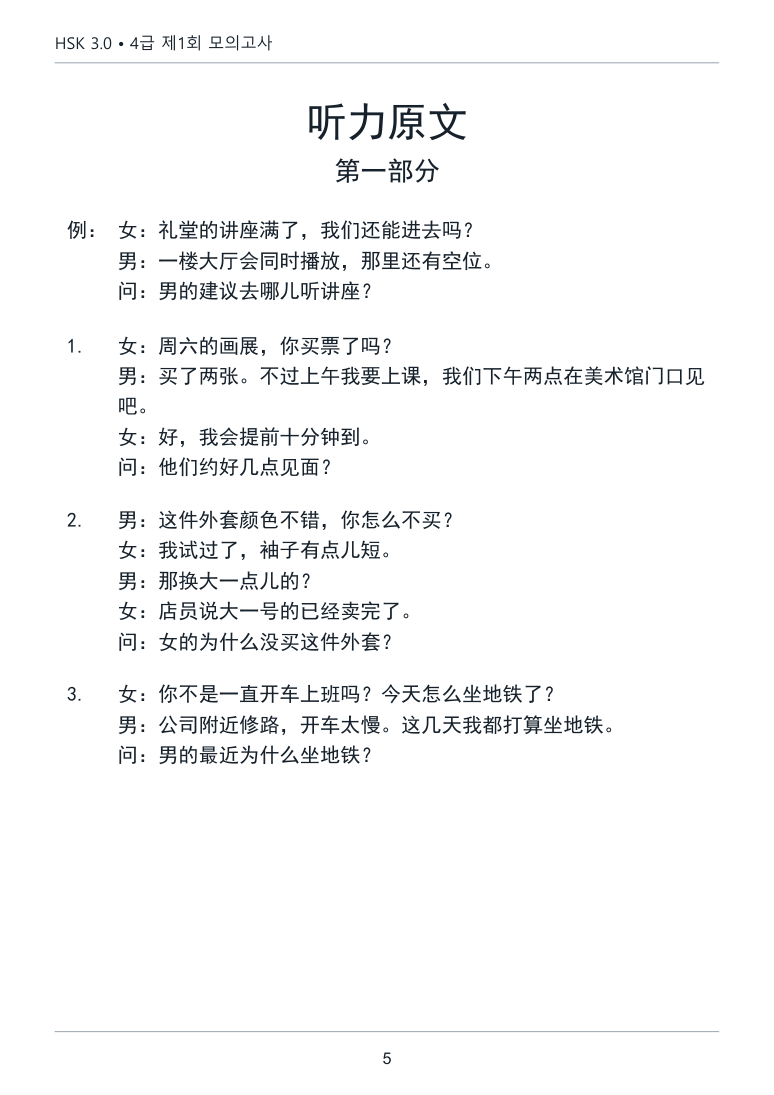 HSK 3.0 • 4급 제1회 모의고사
听力原文
第一部分
例： 女：礼堂的讲座满了，我们还能进去吗？
男：一楼大厅会同时播放，那里还有空位。
问：男的建议去哪儿听讲座？
1. 女：周六的画展，你买票了吗？
男：买了两张。不过上午我要上课，我们下午两点在美术馆门口见
吧。
女：好，我会提前十分钟到。
问：他们约好几点见面？
2. 男：这件外套颜色不错，你怎么不买？
女：我试过了，袖子有点儿短。
男：那换大一点儿的？
女：店员说大一号的已经卖完了。
问：女的为什么没买这件外套？
3. 女：你不是一直开车上班吗？今天怎么坐地铁了？
男：公司附近修路，开车太慢。这几天我都打算坐地铁。
问：男的最近为什么坐地铁？
5